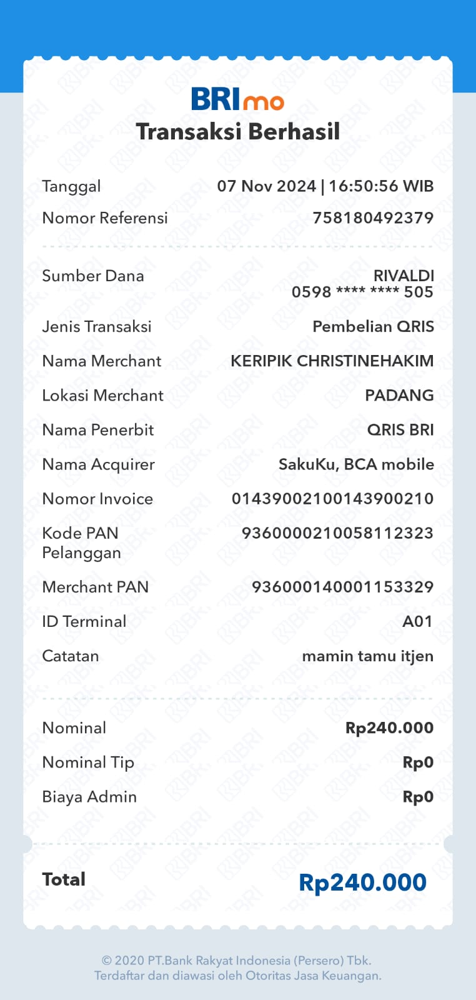 BRImo
Transaksi Berhasil
Tanggal 07 Nov 2024 | 16:50:56 WIB
Nomor Referensi 758180492379
Sumber Dana RIVALDI
0598 **** **** 505
Jenis Transaksi Pembelian QRIS
Nama Merchant KERIPIK CHRISTINEHAKIM
Lokasi Merchant PADANG
Nama Penerbit QRIS BRI
Nama Acquirer SakuKu, BCA mobile
Nomor Invoice 01439002100143900210
Kode PAN 9360000210058112323
Pelanggan
Merchant PAN 936000140001153329
ID Terminal A01
Catatan mamin tamu itjen
Nominal Rp240.000
Nominal Tip Rp0
Biaya Admin Rp0
Total Rp240.000
© 2020 PT.Bank Rakyat Indonesia (Persero) Tbk.
Terdaftar dan diawasi oleh Otoritas Jasa Keuangan.